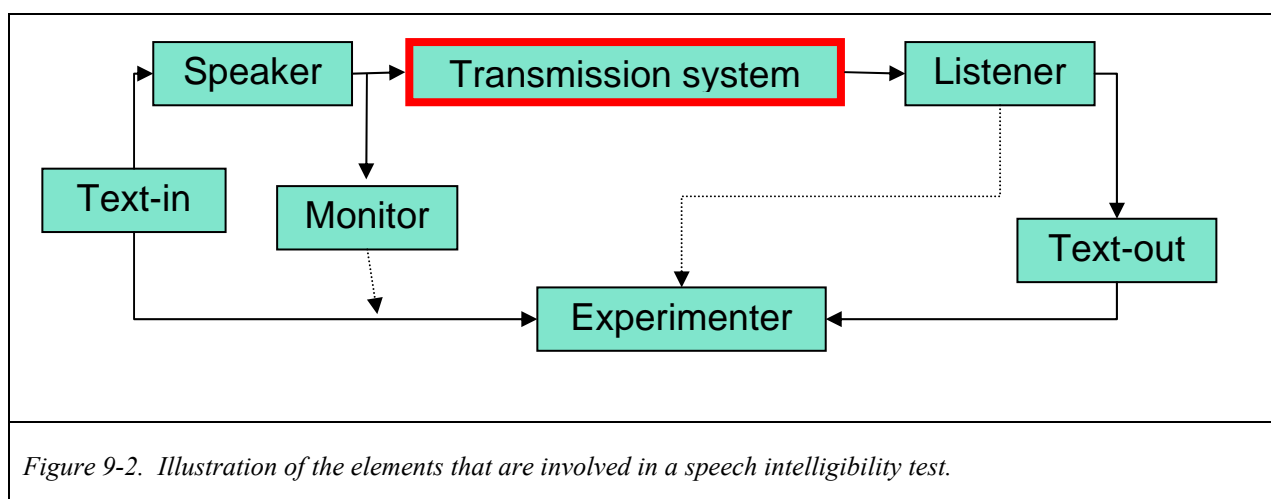 Speaker
Transmission system
Listener
Text-in
Monitor
Text-out
Experimenter
Figure 9-2. Illustration of the elements that are involved in a speech intelligibility test.